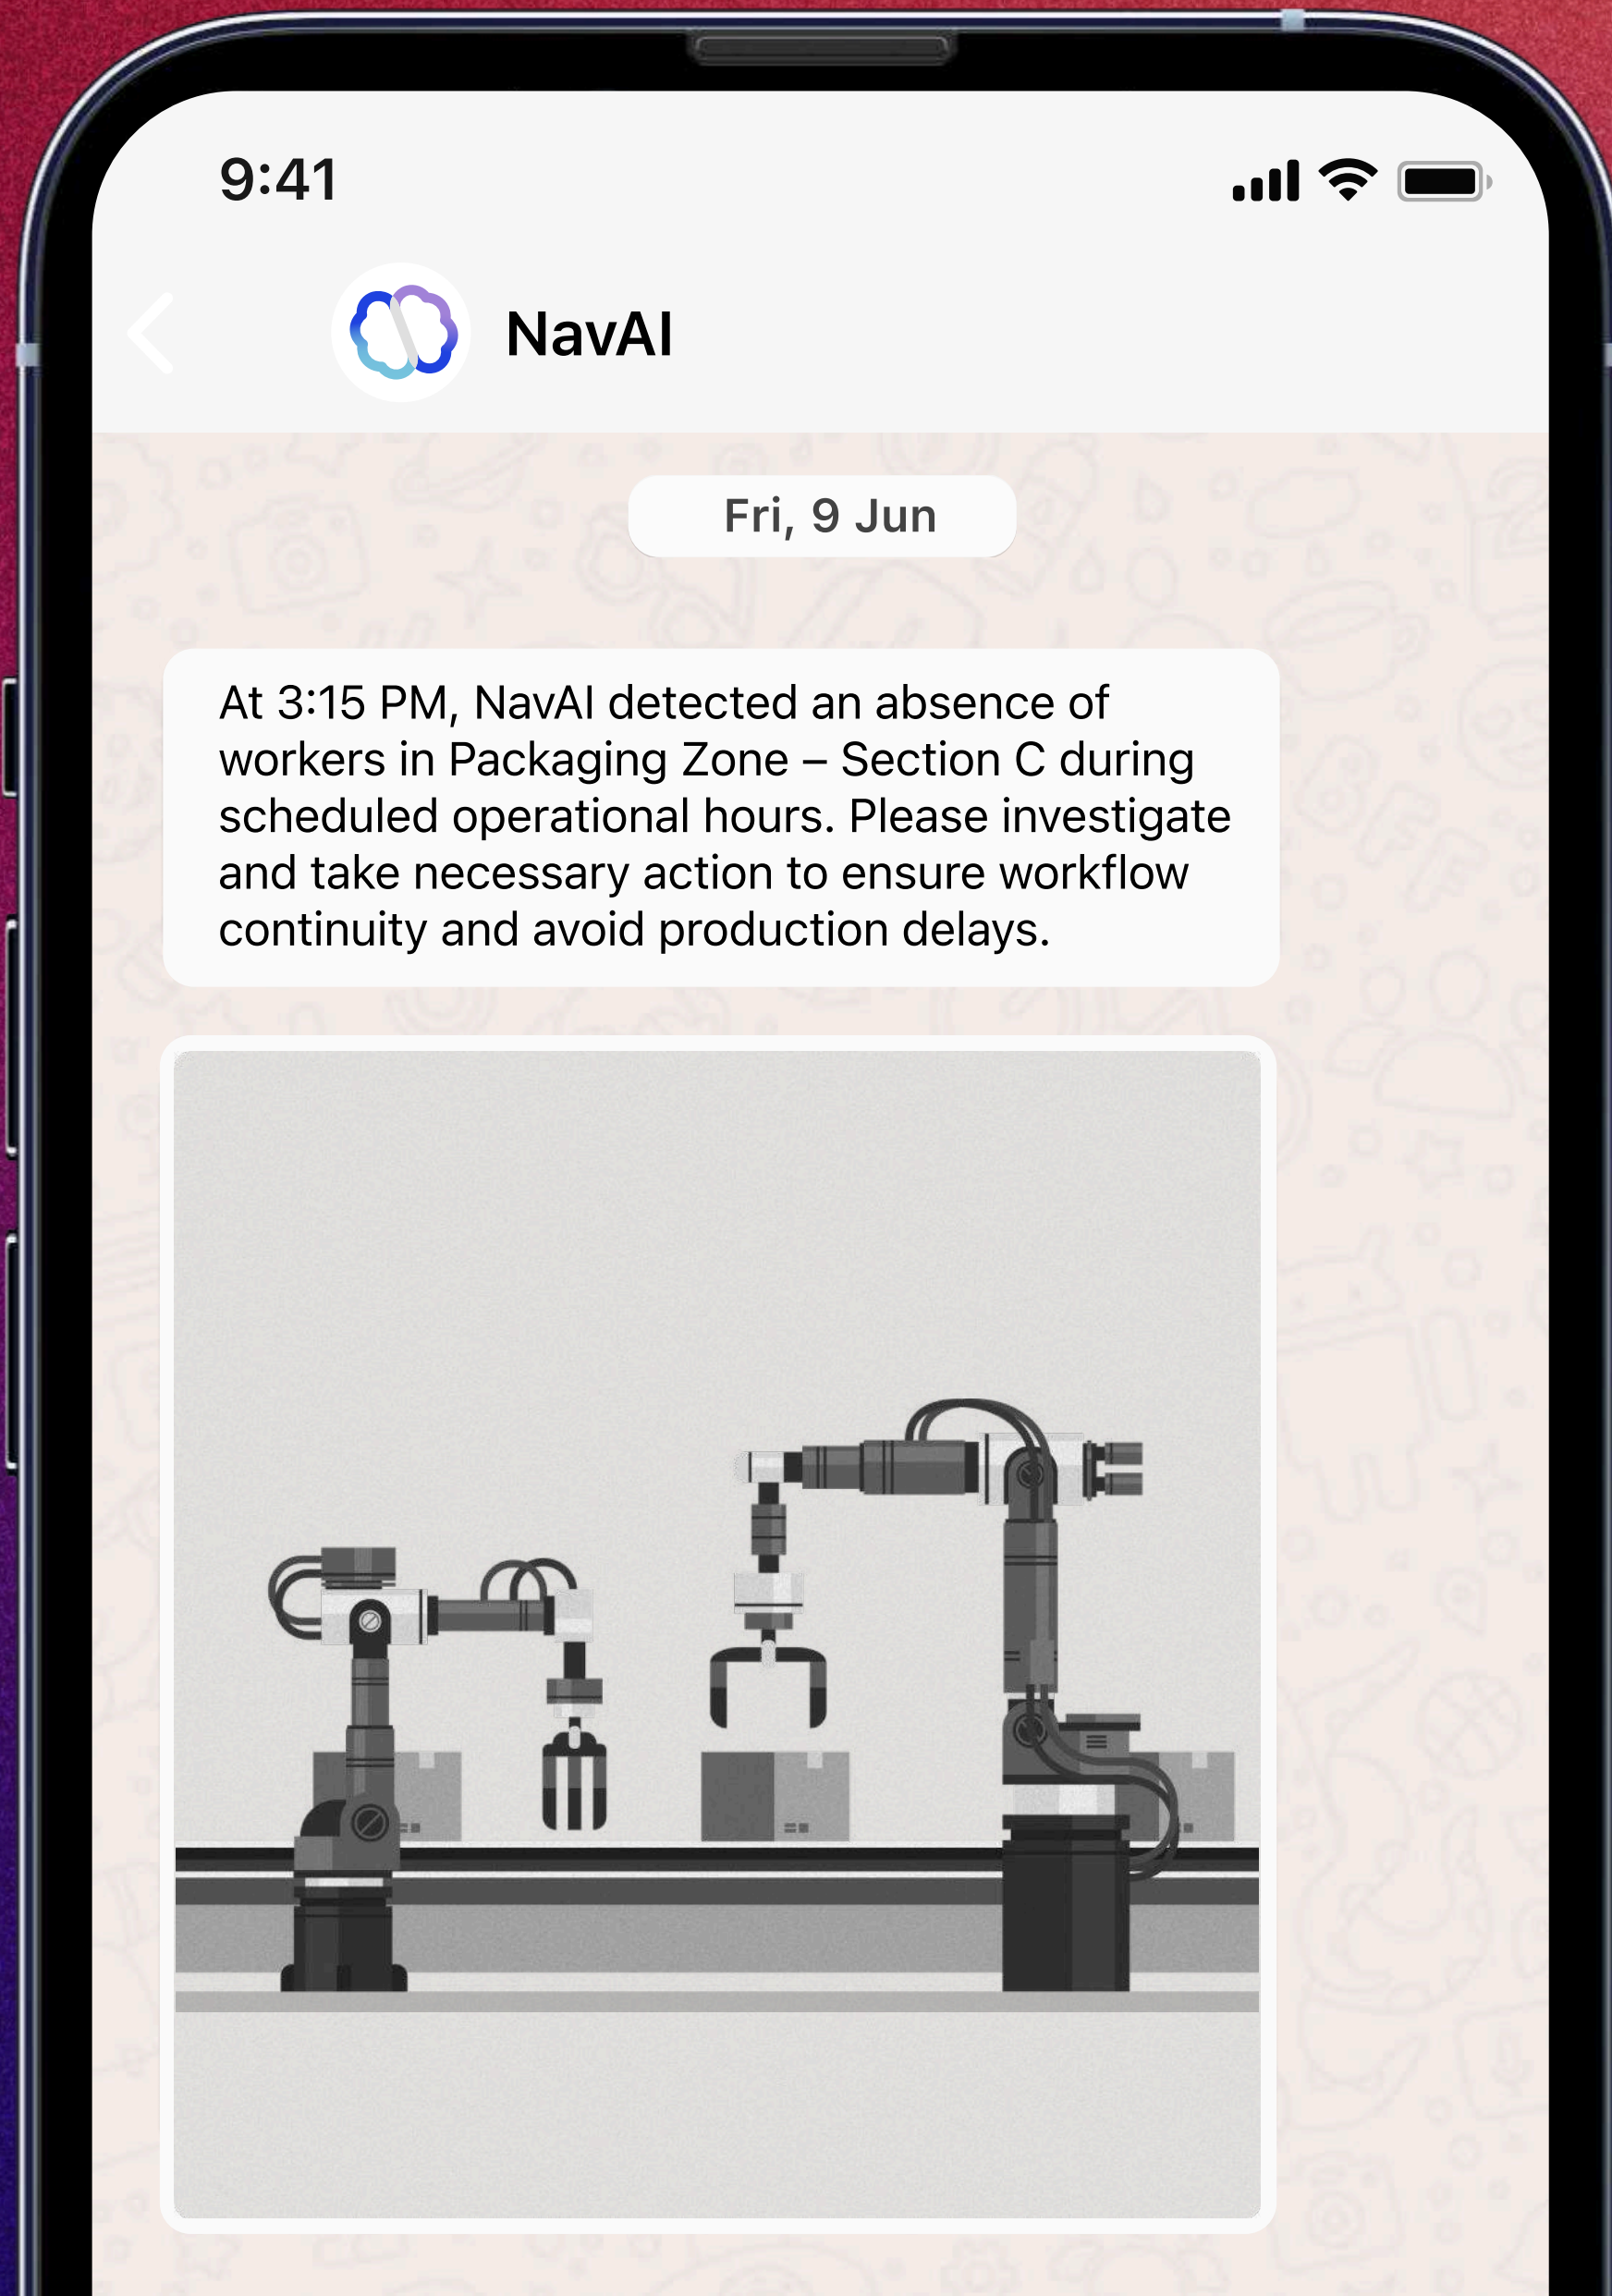 9:41
NavAI
Fri, 9 Jun
At 3:15 PM, NavAI detected an absence of
workers in Packaging Zone – Section C during
scheduled operational hours. Please investigate
and take necessary action to ensure workflow
continuity and avoid production delays.